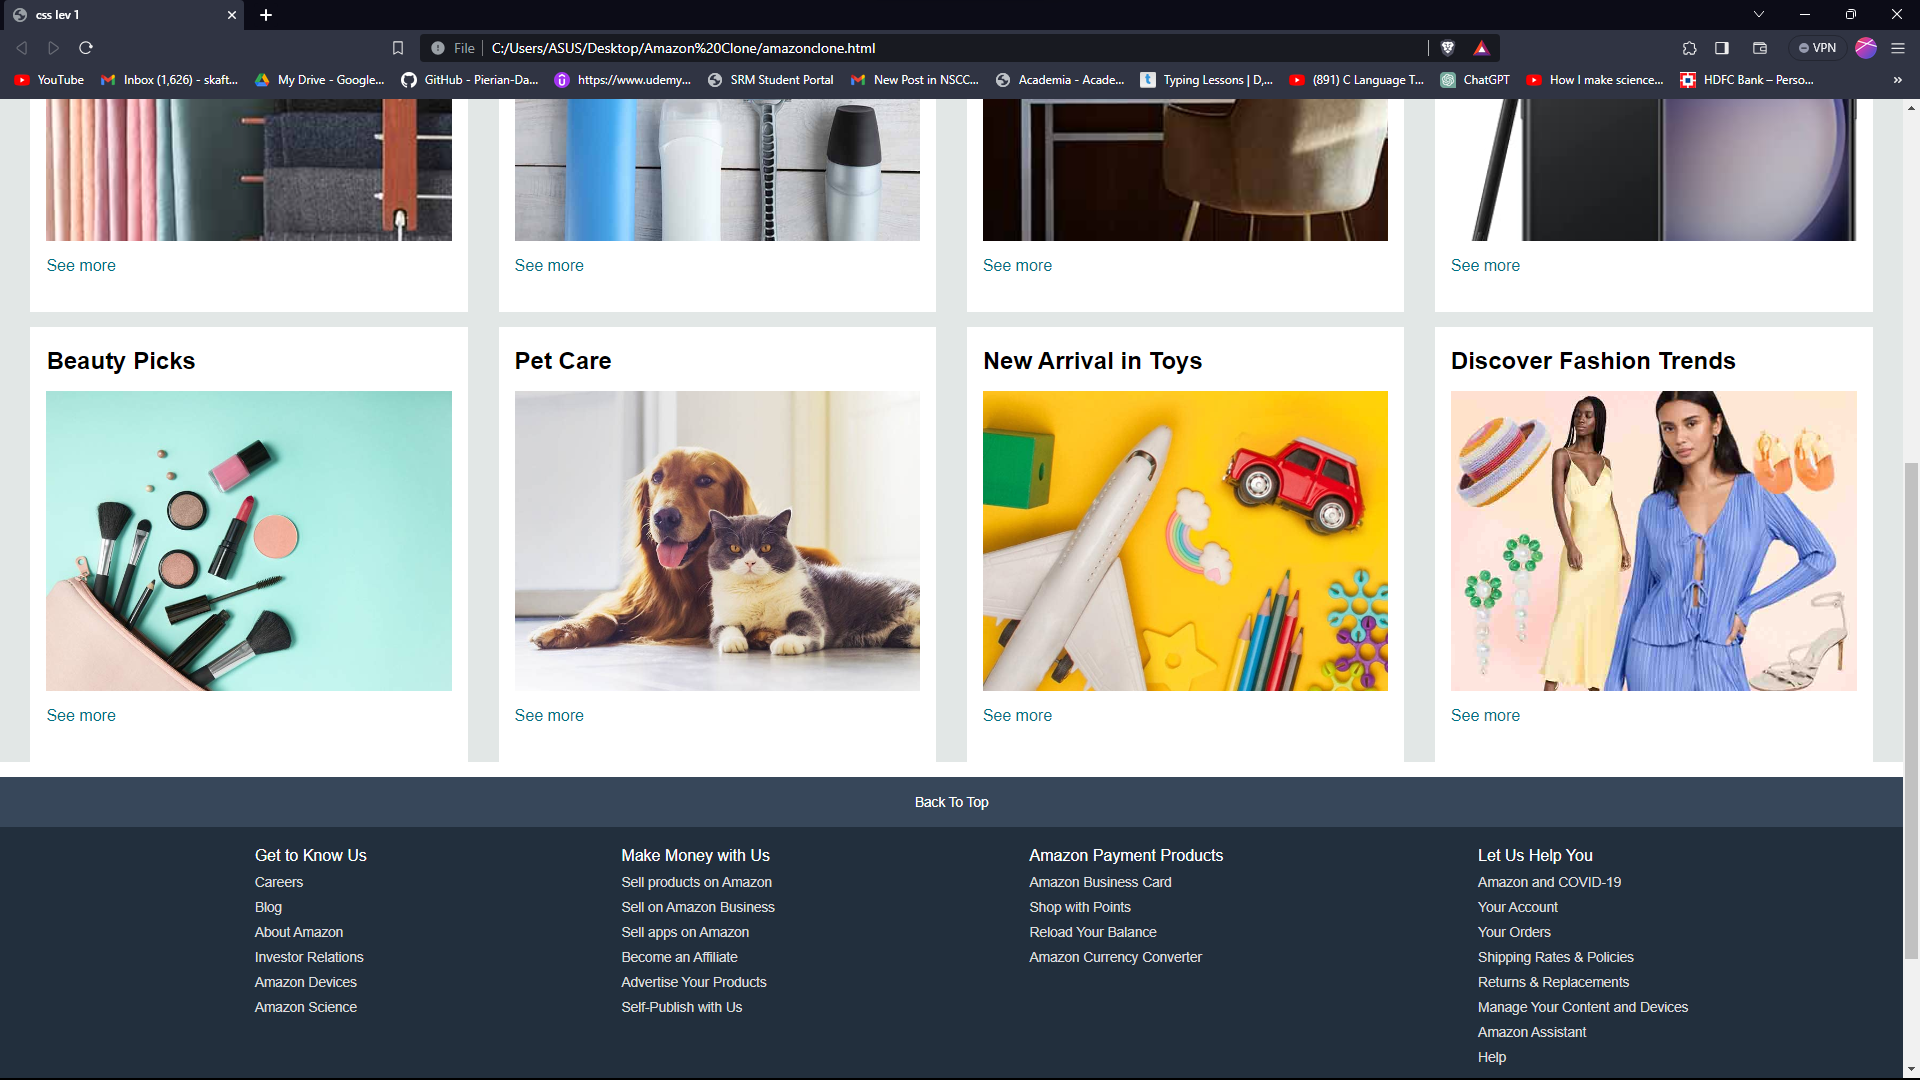 css lev 1
File
C:/Users/ASUS/Desktop/Amazon%20Clone/amazonclone.html
VPN
YouTube
Inbox (1,626) - skaft...
My Drive - Google...
GitHub - Pierian-Da...
https://www.udemy...
SRM Student Portal
New Post in NSCC...
Academia - Acade...
Typing Lessons | D,...
(891) C Language T...
ChatGPT
How I make science...
HDFC Bank – Perso...
See more
See more
See more
See more
Beauty Picks
Pet Care
New Arrival in Toys
Discover Fashion Trends
See more
See more
See more
See more
Back To Top
Get to Know Us
Careers
Blog
About Amazon
Investor Relations
Amazon Devices
Amazon Science
Make Money with Us
Sell products on Amazon
Sell on Amazon Business
Sell apps on Amazon
Become an Affiliate
Advertise Your Products
Self-Publish with Us
Amazon Payment Products
Amazon Business Card
Shop with Points
Reload Your Balance
Amazon Currency Converter
Let Us Help You
Amazon and COVID-19
Your Account
Your Orders
Shipping Rates & Policies
Returns & Replacements
Manage Your Content and Devices
Amazon Assistant
Help